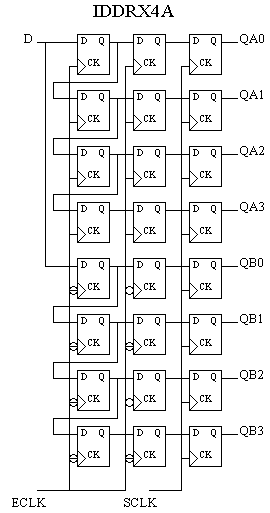 IDDRX4A
D D Q D Q D Q QA0
CK CK CK
D Q D Q D Q QA1
CK CK CK
D Q D Q D Q QA2
CK CK CK
D Q D Q D Q QA3
CK CK CK
D Q D Q D Q QB0
CK CK CK
D Q D Q D Q QB1
CK CK CK
D Q D Q D Q QB2
CK CK CK
D Q D Q D Q QB3
CK CK CK
ECLK SCLK